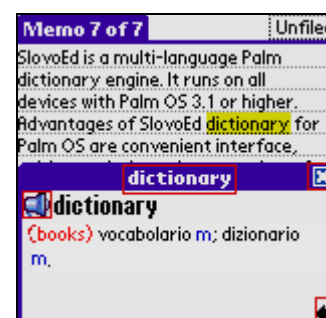 Memo 7 of 7 Unfiled
SlovoEd is a multi-language Palm
dictionary engine. It runs on all
devices with Palm OS 3.1 or higher.
Advantages of SlovoEd dictionary for
Palm OS are convenient interface,
dictionary
dictionary
(books) vocabolario m; dizionario
m.